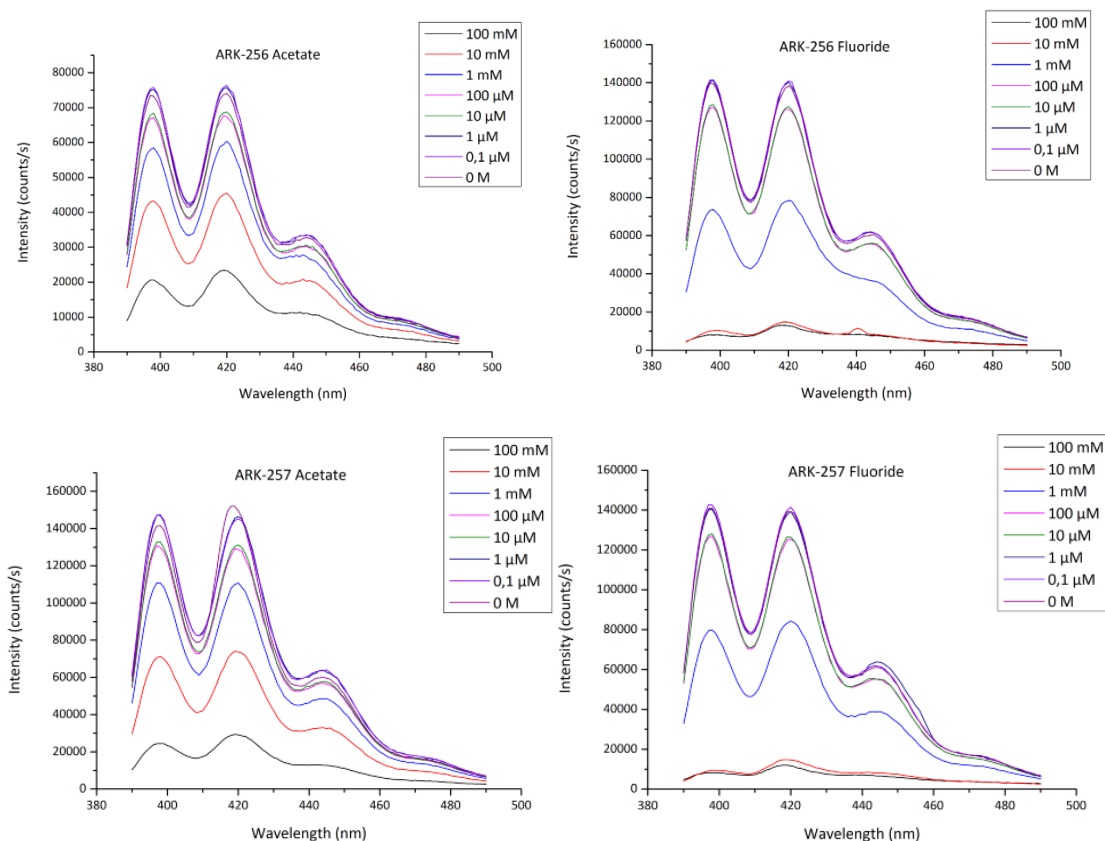 ARK-256 Acetate
100 mM
10 mM
1 mM
100 µM
10 µM
1 µM
0,1 µM
0 M
80000
70000
60000
50000
40000
30000
20000
10000
0
Intensity (counts/s)
380 400 420 440 460 480 500
Wavelength (nm)
ARK-256 Fluoride
100 mM
10 mM
1 mM
100 µM
10 µM
1 µM
0,1 µM
0 M
160000
140000
120000
100000
80000
60000
40000
20000
0
Intensity (counts/s)
380 400 420 440 460 480 500
Wavelength (nm)
ARK-257 Acetate
100 mM
10 mM
1 mM
100 µM
10 µM
1 µM
0,1 µM
0 M
160000
140000
120000
100000
80000
60000
40000
20000
0
Intensity (counts/s)
380 400 420 440 460 480 500
Wavelength (nm)
ARK-257 Fluoride
100 mM
10 mM
1 mM
100 µM
10 µM
1 µM
0,1 µM
0 M
160000
140000
120000
100000
80000
60000
40000
20000
0
Intensity (counts/s)
380 400 420 440 460 480 500
Wavelength (nm)